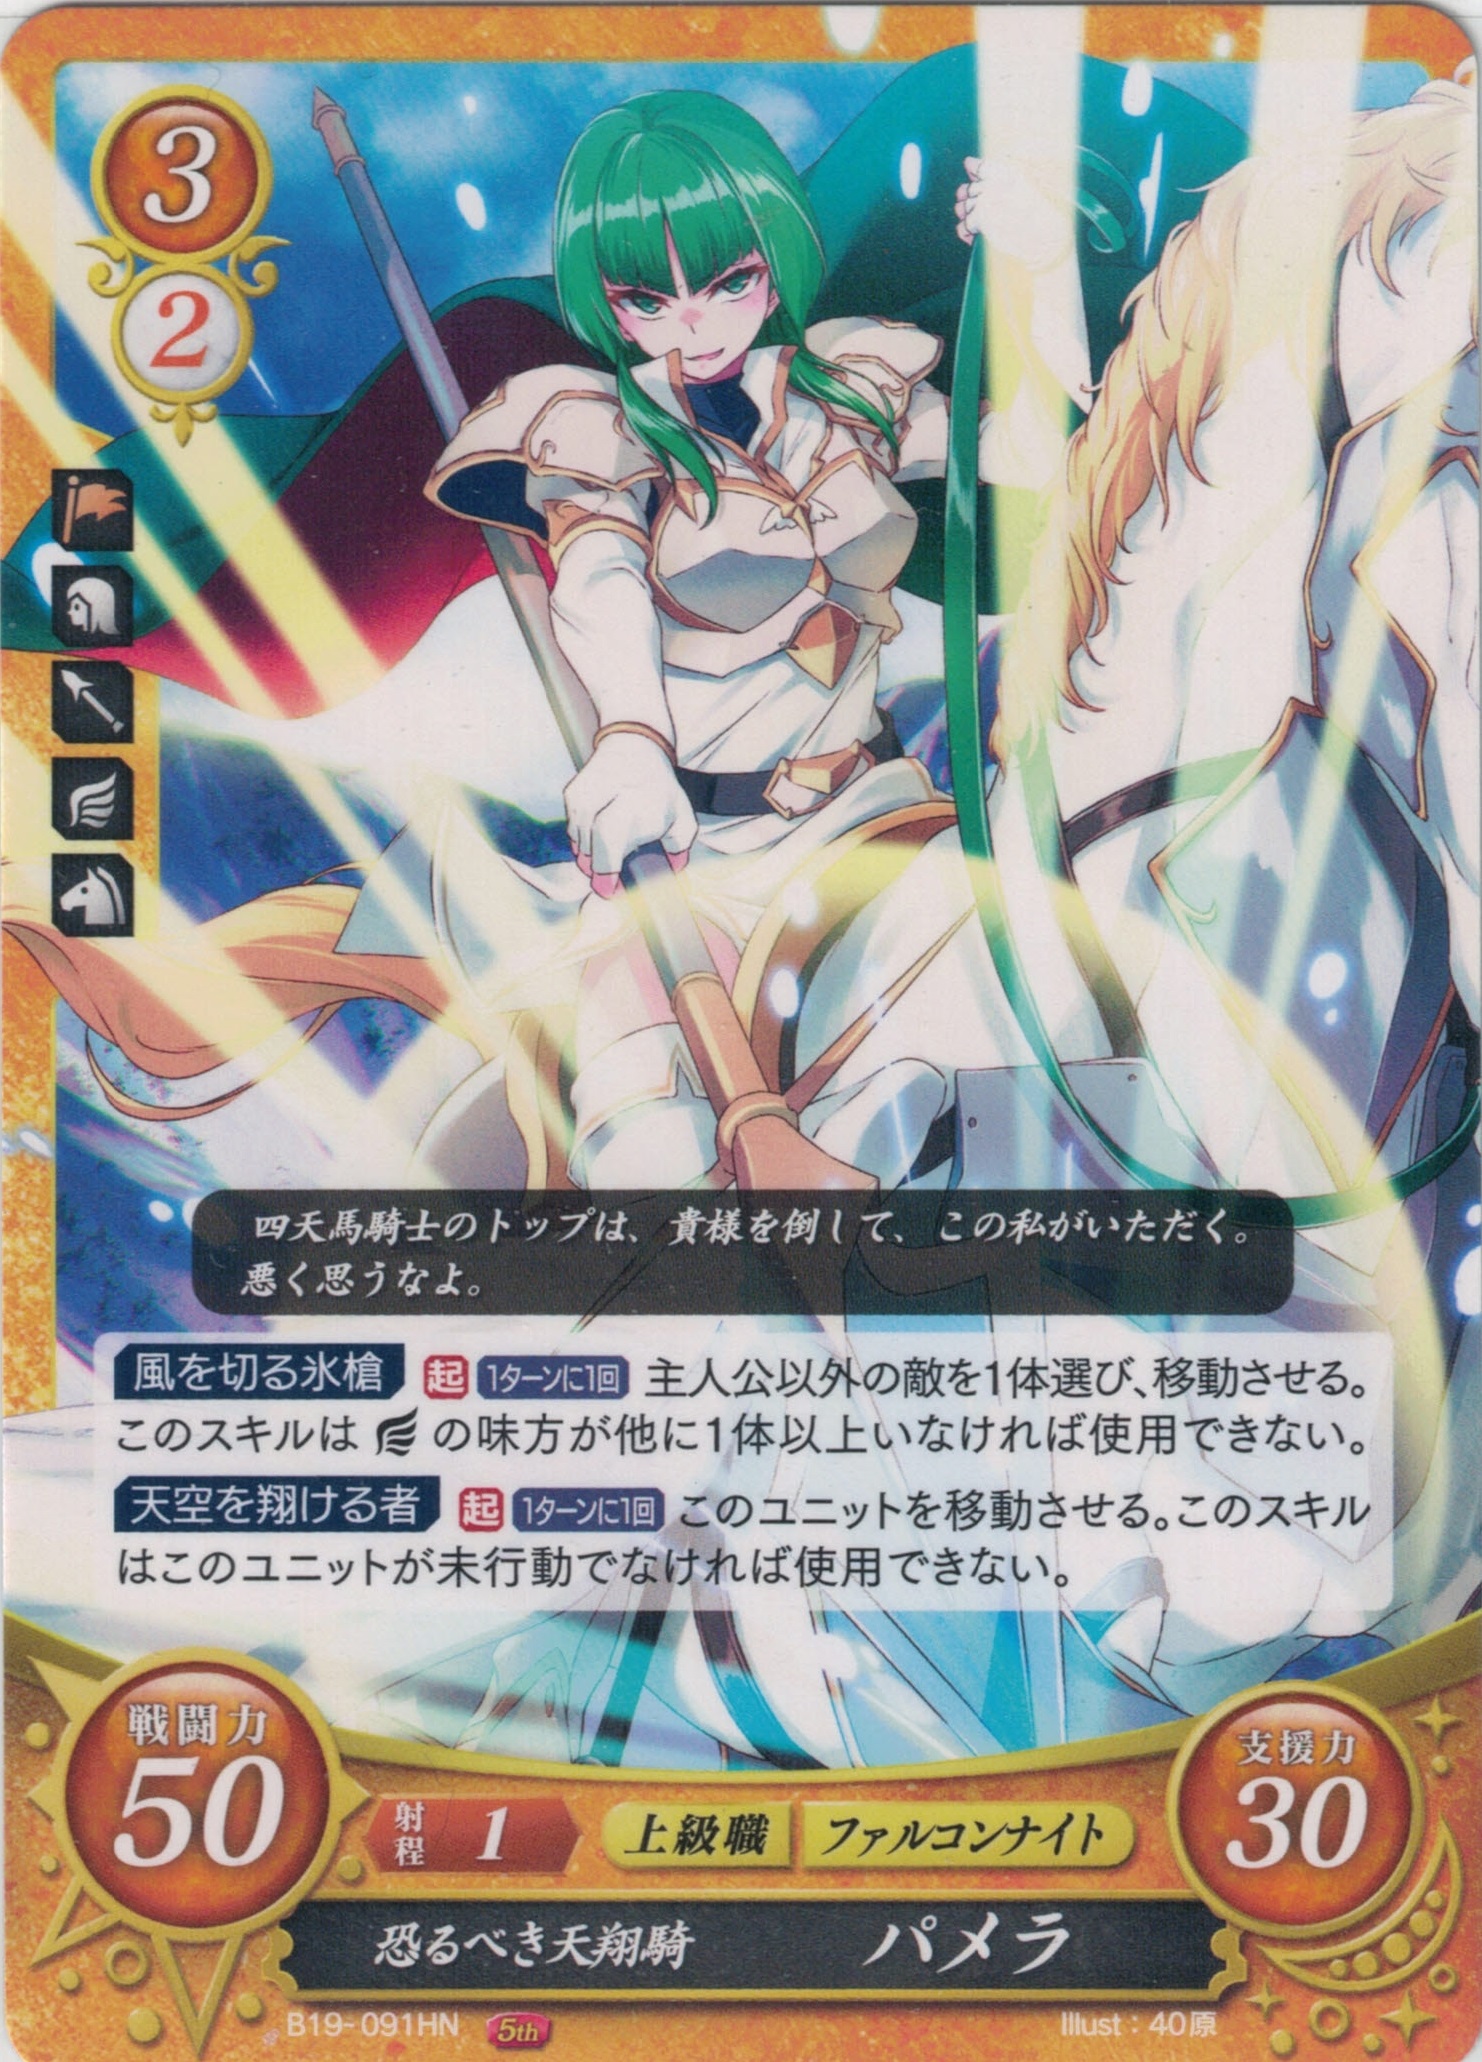 3
2
四天馬騎士のトップは、貴様を倒して、この私がいただく。
悪く思うなよ。
風を切る氷槍 起 1ターンに1回 主人公以外の敵を1体選び、移動させる。
このスキルは の味方が他に1体以上いなければ使用できない。
天空を翔ける者 起 1ターンに1回 このユニットを移動させる。このスキル
はこのユニットが未行動でなければ使用できない。
戦闘力
50
射程 1
上級職 ファルコンナイト
支援力
30
恐るべき天翔騎 パメラ
B19-091HN 5th Illust：40原